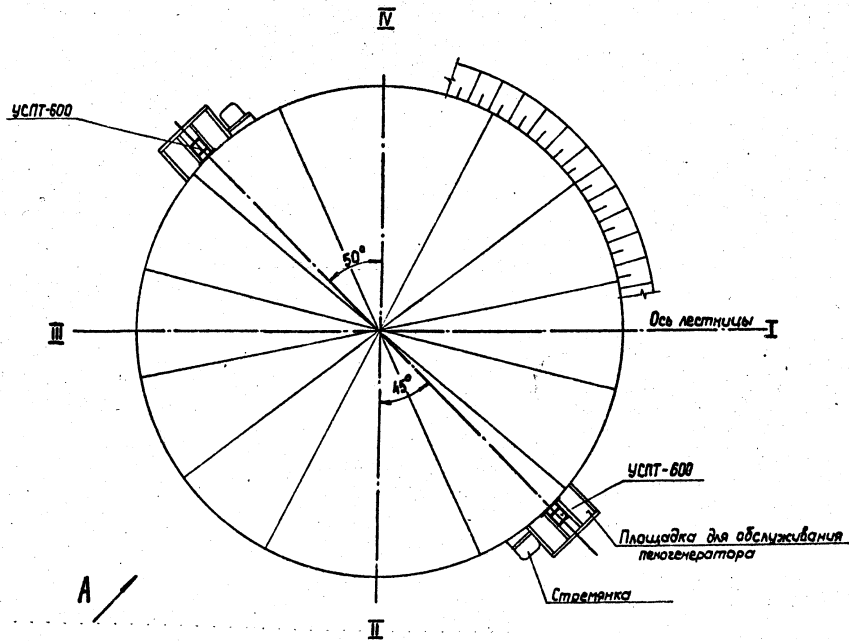 IV
УСПТ-600
50°
III
Ось лестницы I
45°
УСПТ-600
Площадка для обслуживания
пеногенератора
Стремянка
А
II